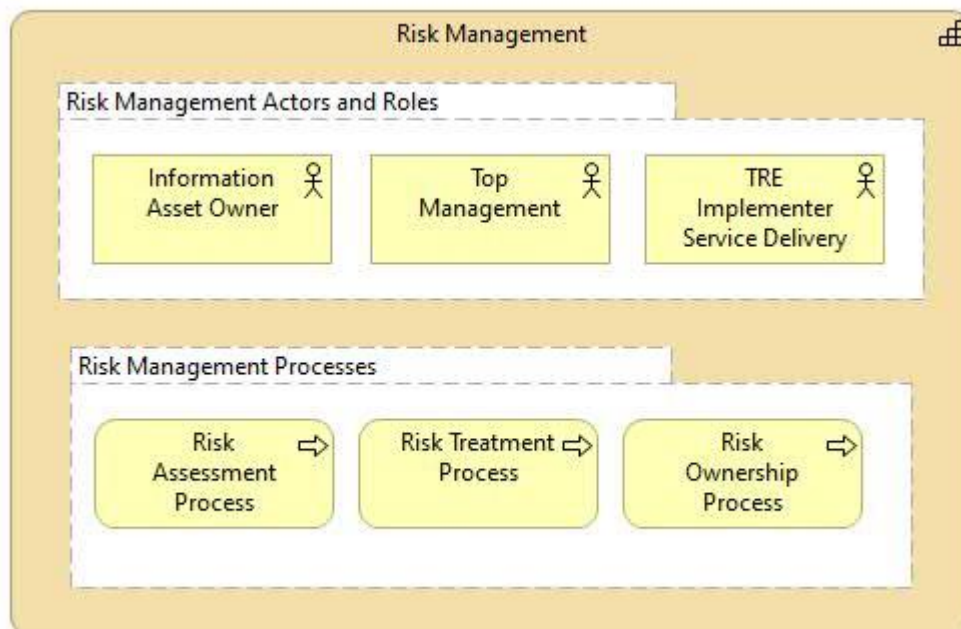 Risk Management
Risk Management Actors and Roles
Information
Asset Owner
Top
Management
TRE
Implementer
Service Delivery
Risk Management Processes
Risk
Assessment
Process
Risk Treatment
Process
Risk
Ownership
Process